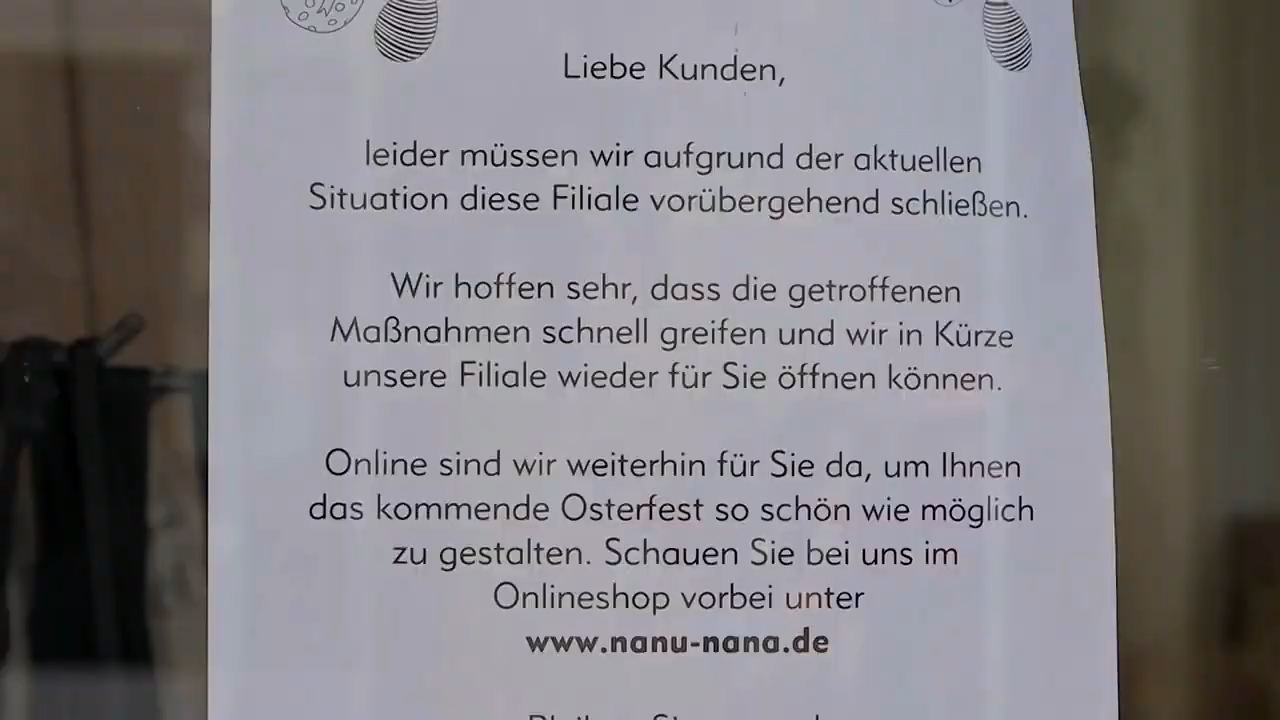 Liebe Kunden,
leider müssen wir aufgrund der aktuellen
Situation diese Filiale vorübergehend schließen.
Wir hoffen sehr, dass die getroffenen
Maßnahmen schnell greifen und wir in Kürze
unsere Filiale wieder für Sie öffnen können.
Online sind wir weiterhin für Sie da, um Ihnen
das kommende Osterfest so schön wie möglich
zu gestalten. Schauen Sie bei uns im
Onlineshop vorbei unter
www.nanu-nana.de